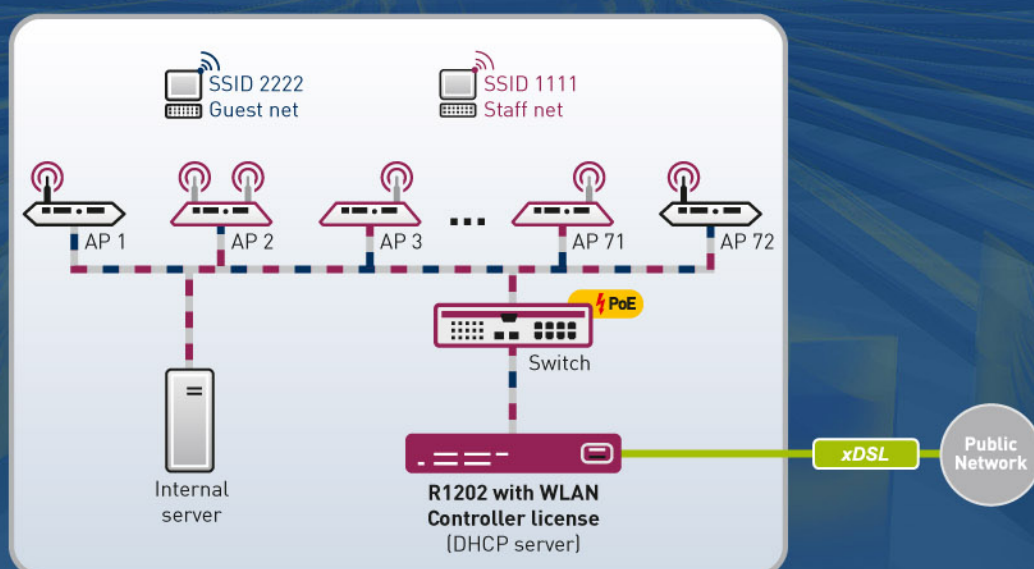 SSID 2222
Guest net
SSID 1111
Staff net
AP 1
AP 2
AP 3
...
AP 71
AP 72
PoE
Switch
Internal
server
R1202 with WLAN
Controller license
(DHCP server)
xDSL
Public
Network